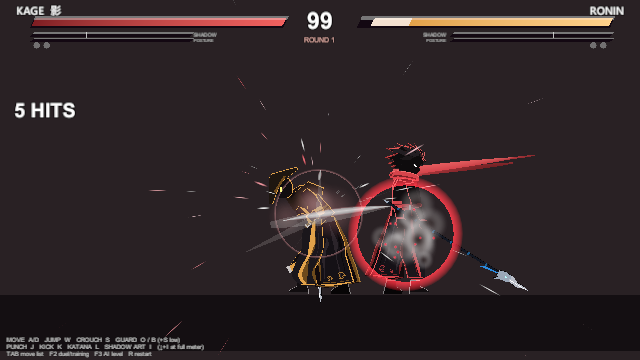 KAGE 影
99
RONIN
SHADOW
POSTURE
SHADOW
POSTURE
ROUND 1
5 HITS
MOVE A/D JUMP W CROUCH S GUARD O / B (+S low)
PUNCH J KICK K KATANA L SHADOW ART I (↓+I at full meter)
TAB move list F2 duel/training F3 AI level R restart